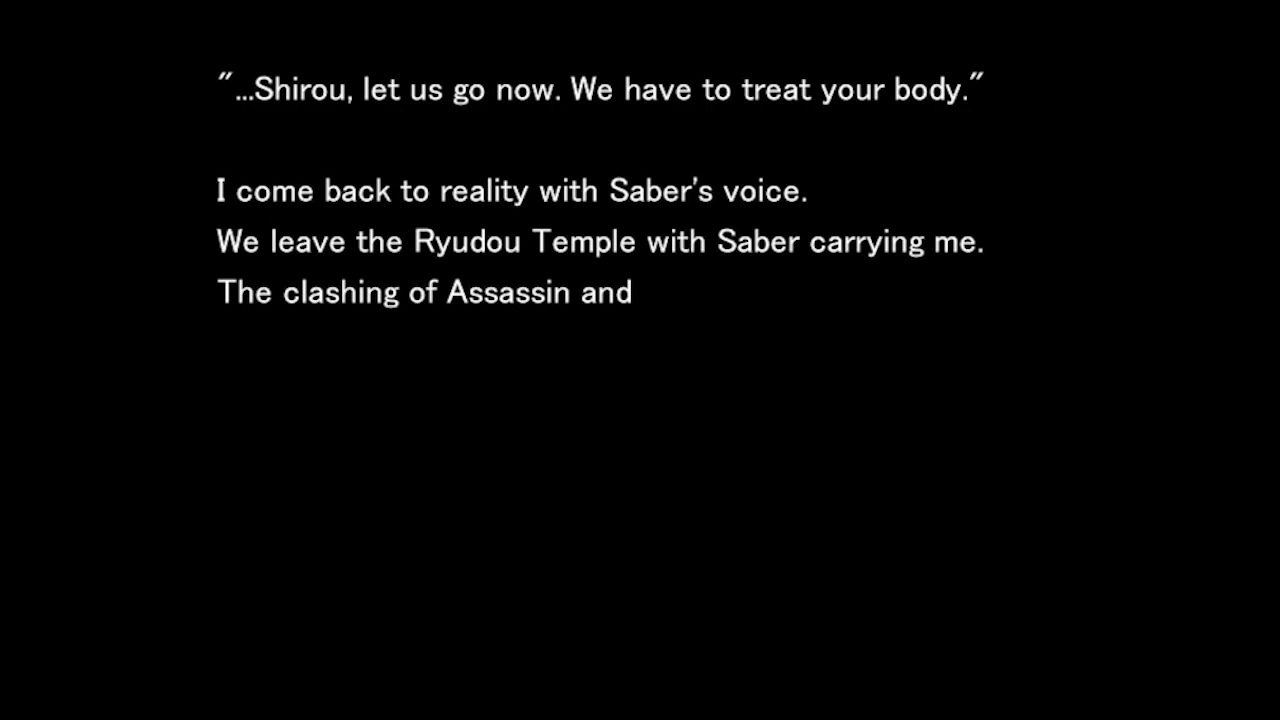 "...Shirou, let us go now. We have to treat your body."
I come back to reality with Saber's voice.
We leave the Ryudou Temple with Saber carrying me.
The clashing of Assassin and